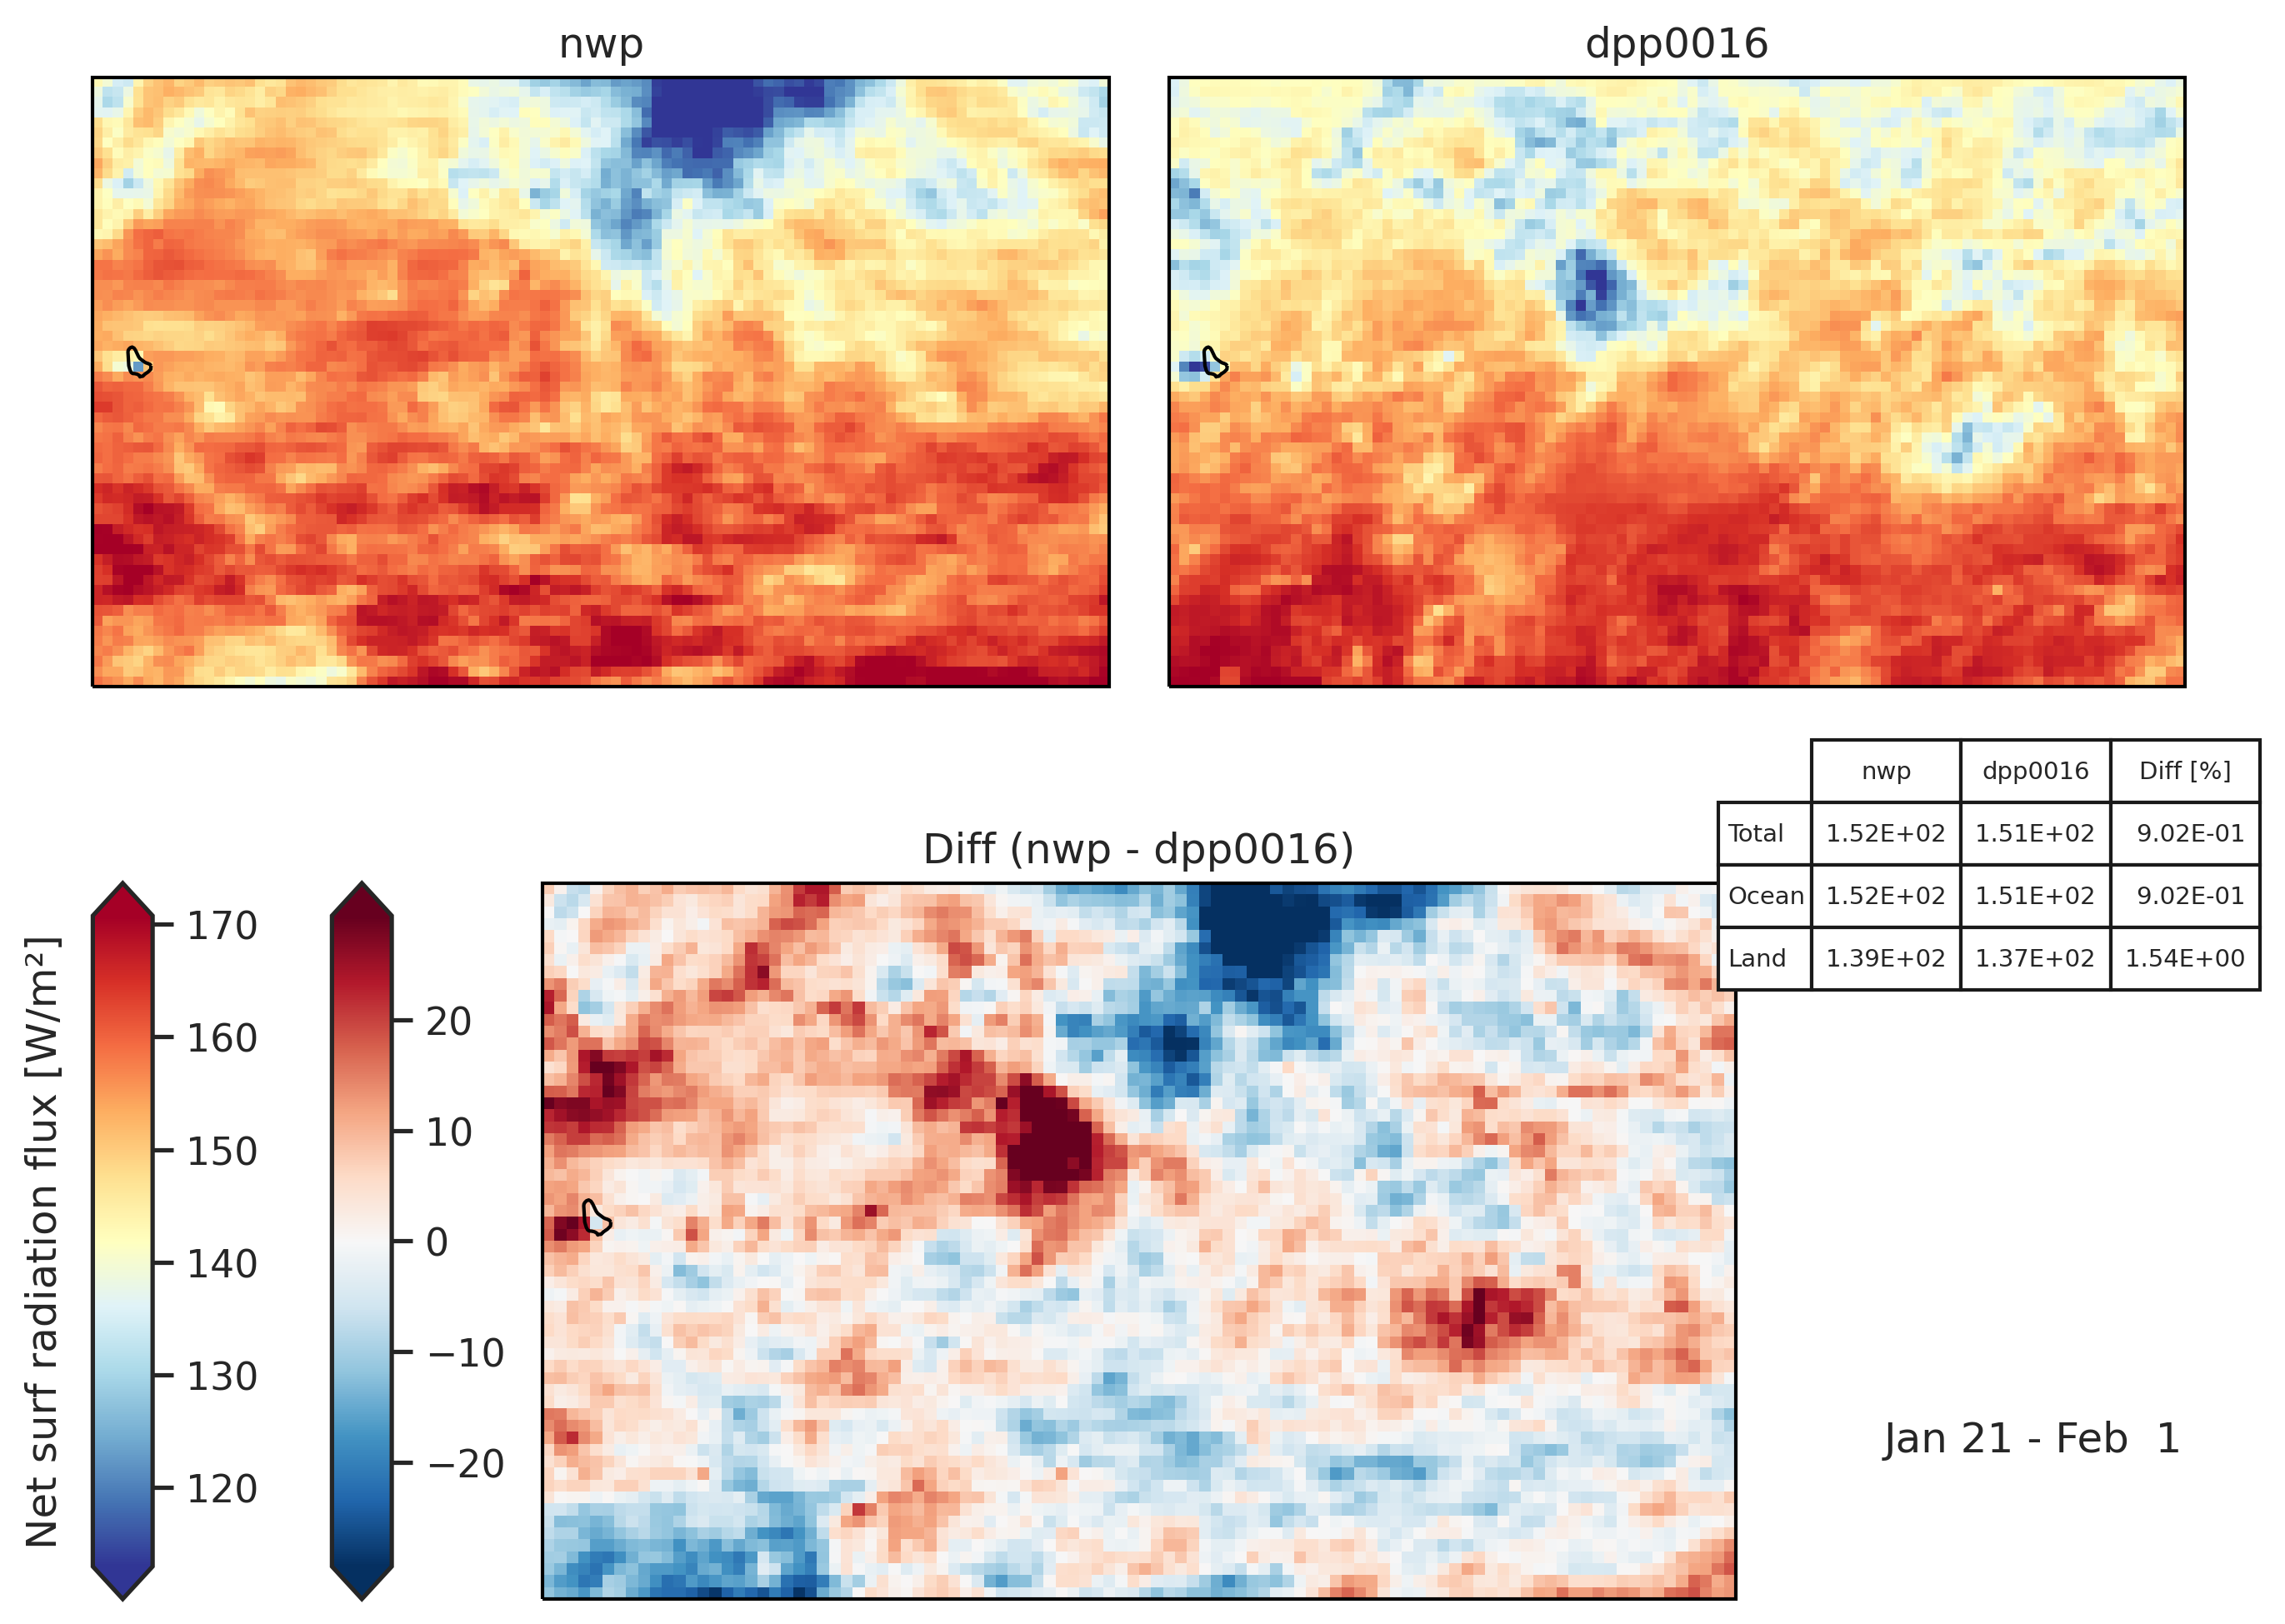 nwp
dpp0016
nwp dpp0016 Diff [%]
Total 1.52E+02 1.51E+02 9.02E-01
Ocean 1.52E+02 1.51E+02 9.02E-01
Land 1.39E+02 1.37E+02 1.54E+00
Diff (nwp - dpp0016)
Net surf radiation flux [W/m²]
170
160
150
140
130
120
20
10
0
−10
−20
Jan 21 - Feb  1